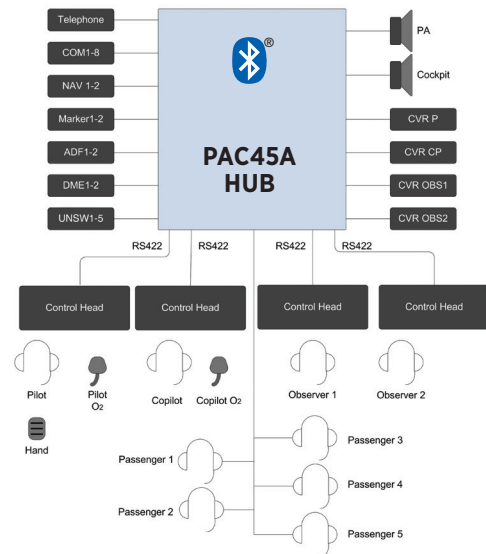 Telephone
COM1-8
NAV 1-2
Marker1-2
ADF1-2
DME1-2
UNSW1-5
®
PAC45A
HUB
PA
Cockpit
CVR P
CVR CP
CVR OBS1
CVR OBS2
RS422
RS422
RS422
RS422
Control Head
Control Head
Control Head
Control Head
Pilot
Pilot
O2
Copilot
Copilot O2
Observer 1
Observer 2
Hand
Passenger 1
Passenger 2
Passenger 3
Passenger 4
Passenger 5